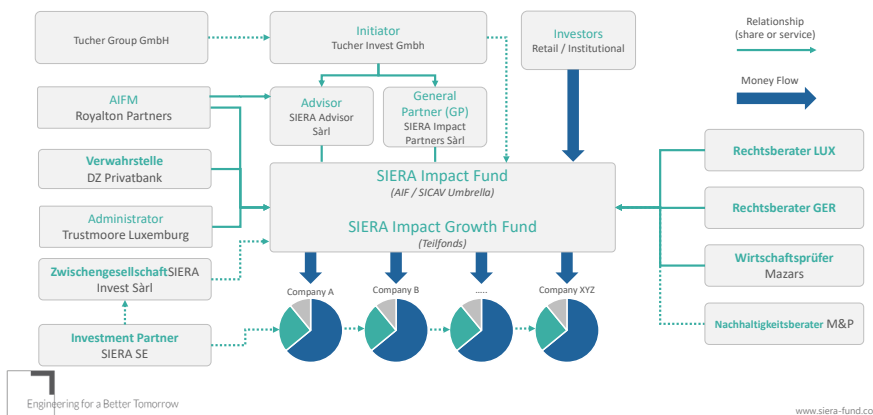 Tucher Group GmbH
Initiator
Tucher Invest Gmbh
Investors
Retail / Institutional
Relationship
(share or service)
Money Flow
AIFM
Royalton Partners
Advisor
SIERA Advisor
Sàrl
General
Partner (GP)
SIERA Impact
Partners Sàrl
Verwahrstelle
DZ Privatbank
Administrator
Trustmoore Luxemburg
ZwischengesellschaftSIERA
Invest Sàrl
Investment Partner
SIERA SE
SIERA Impact Fund
(AIF / SICAV Umbrella)
SIERA Impact Growth Fund
(Teilfonds)
Rechtsberater LUX
Rechtsberater GER
Wirtschaftsprüfer
Mazars
Nachhaltigkeitsberater M&P
Company A
Company B
.....
Company XYZ
Engineering for a Better Tomorrow
www.siera-fund.co